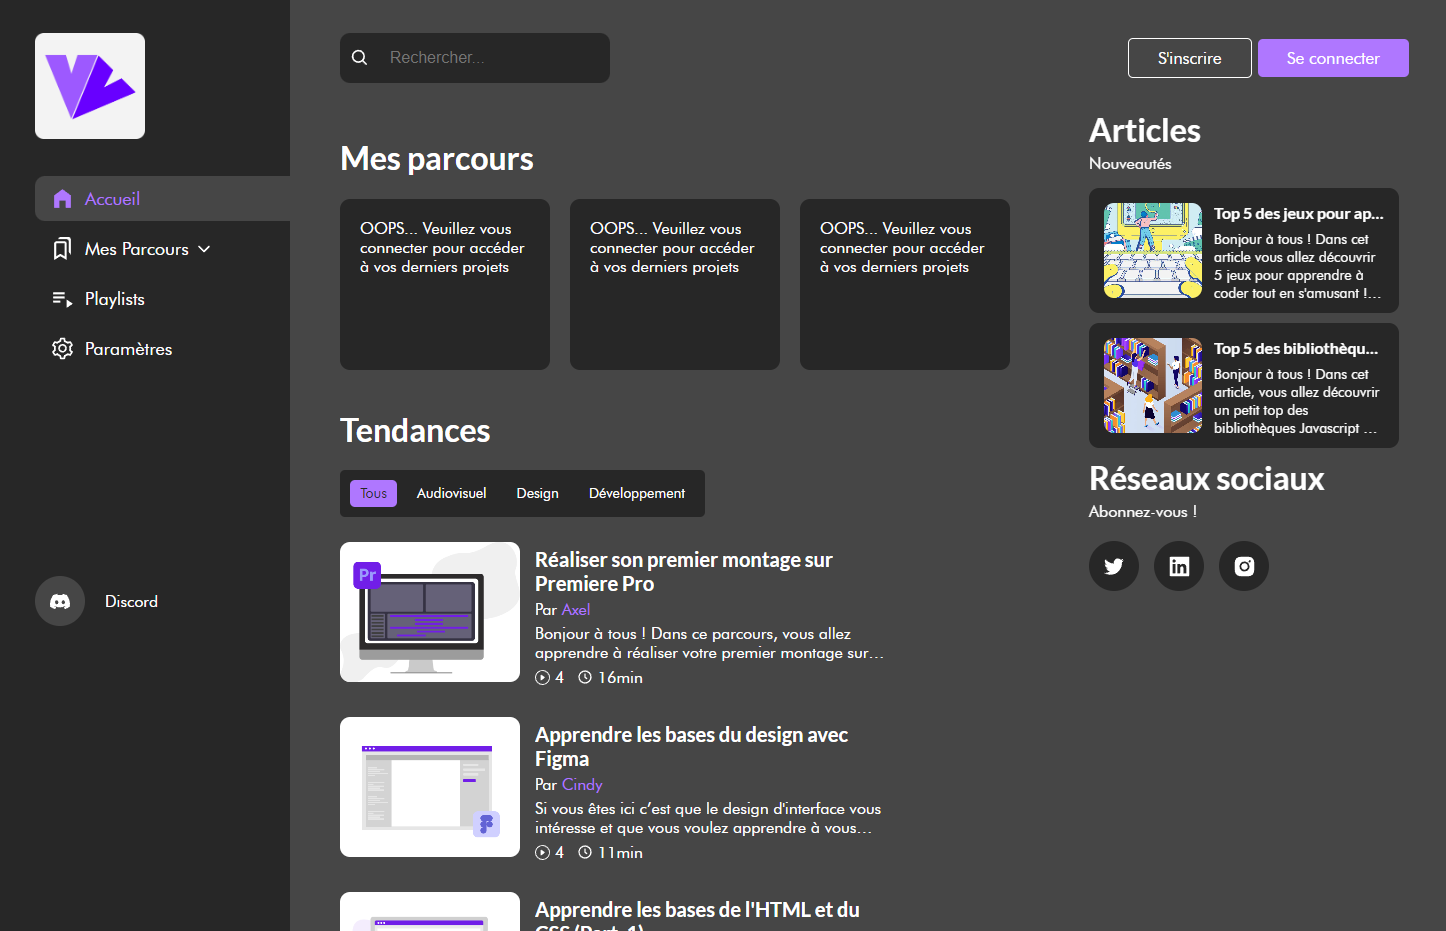 Accueil
Mes Parcours
Playlists
Paramètres
Discord
Rechercher...
S'inscrire
Se connecter
Mes parcours
OOPS... Veuillez vous
connecter pour accéder
à vos derniers projets
OOPS... Veuillez vous
connecter pour accéder
à vos derniers projets
OOPS... Veuillez vous
connecter pour accéder
à vos derniers projets
Tendances
Tous
Audiovisuel
Design
Développement
Pr
Réaliser son premier montage sur
Premiere Pro
Par Axel
Bonjour à tous ! Dans ce parcours, vous allez
apprendre à réaliser votre premier montage sur...
4
16min
Apprendre les bases du design avec
Figma
Par Cindy
Si vous êtes ici c’est que le design d'interface vous
intéresse et que vous voulez apprendre à vous...
4
11min
Apprendre les bases de l'HTML et du
CSS (Part. 1)
Articles
Nouveautés
Top 5 des jeux pour ap...
Bonjour à tous ! Dans cet
article vous allez découvrir
5 jeux pour apprendre à
coder tout en s'amusant !...
Top 5 des bibliothèqu...
Bonjour à tous ! Dans cet
article, vous allez découvrir
un petit top des
bibliothèques Javascript ...
Réseaux sociaux
Abonnez-vous !